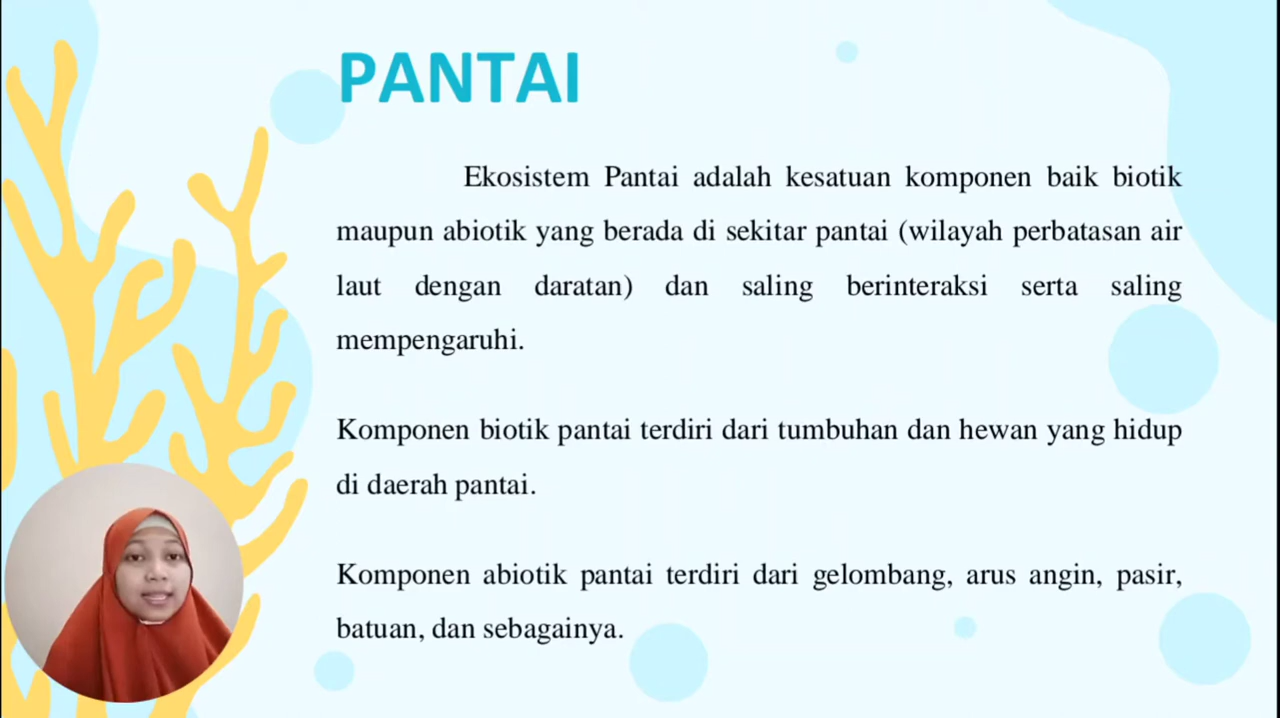 PANTAI
Ekosistem Pantai adalah kesatuan komponen baik biotik
maupun abiotik yang berada di sekitar pantai (wilayah perbatasan air
laut dengan daratan) dan saling berinteraksi serta saling
mempengaruhi.
Komponen biotik pantai terdiri dari tumbuhan dan hewan yang hidup
di daerah pantai.
Komponen abiotik pantai terdiri dari gelombang, arus angin, pasir,
batuan, dan sebagainya.